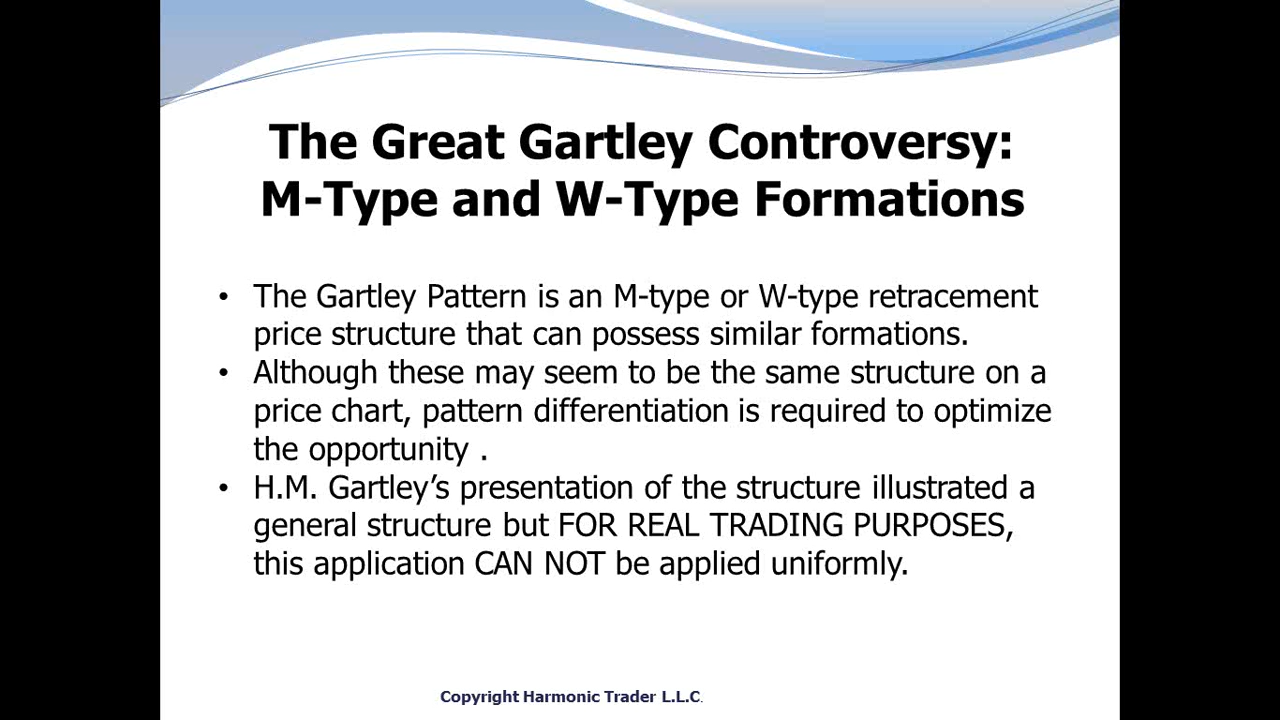 The Great Gartley Controversy:
M-Type and W-Type Formations
• The Gartley Pattern is an M-type or W-type retracement
price structure that can possess similar formations.
• Although these may seem to be the same structure on a
price chart, pattern differentiation is required to optimize
the opportunity .
• H.M. Gartley’s presentation of the structure illustrated a
general structure but FOR REAL TRADING PURPOSES,
this application CAN NOT be applied uniformly.
Copyright Harmonic Trader L.L.C.